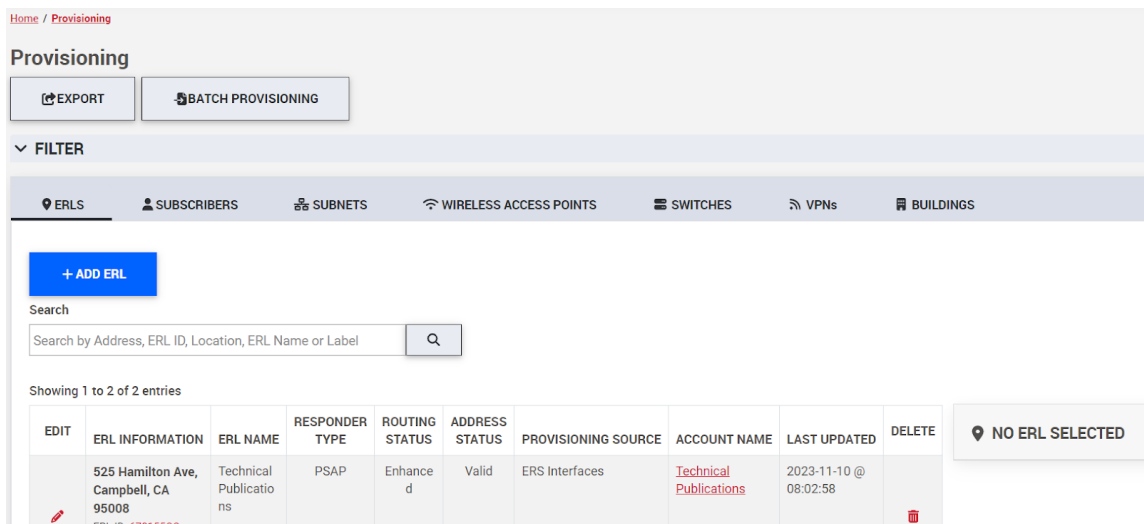 Home / Provisioning
Provisioning
EXPORT
BATCH PROVISIONING
FILTER
ERLS SUBSCRIBERS SUBNETS WIRELESS ACCESS POINTS SWITCHES VPNs BUILDINGS
+ ADD ERL
Search
Search by Address, ERL ID, Location, ERL Name or Label
Showing 1 to 2 of 2 entries
EDIT ERL INFORMATION ERL NAME RESPONDER TYPE ROUTING STATUS ADDRESS STATUS PROVISIONING SOURCE ACCOUNT NAME LAST UPDATED DELETE
NO ERL SELECTED
525 Hamilton Ave, Technical PSAP Enhance Valid ERS Interfaces Technical 2023-11-10 @
Campbell, CA Publicatio d Publications 08:02:58
95008 ns